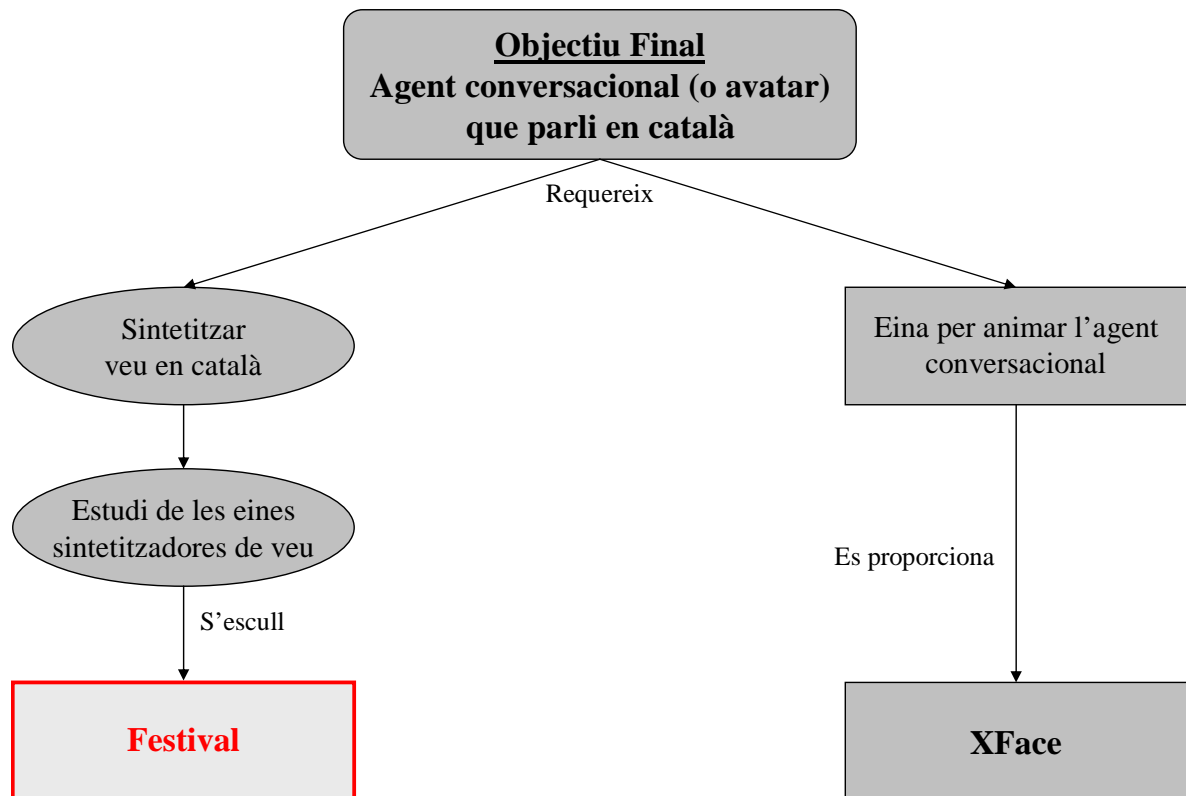 Objectiu Final
Agent conversacional (o avatar)
que parli en català
Requereix
Sintetitzar
veu en català
Eina per animar l’agent
conversacional
Estudi de les eines
sintetitzadores de veu
Es proporciona
S’escull
Festival
XFace